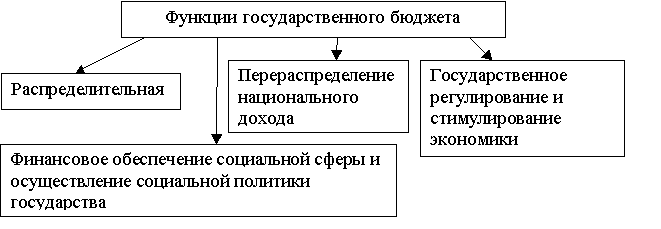 Функции государственного бюджета
Распределительная
Перераспределение
национального
дохода
Государственное
регулирование и
стимулирование
экономики
Финансовое обеспечение социальной сферы и
осуществление социальной политики
государства